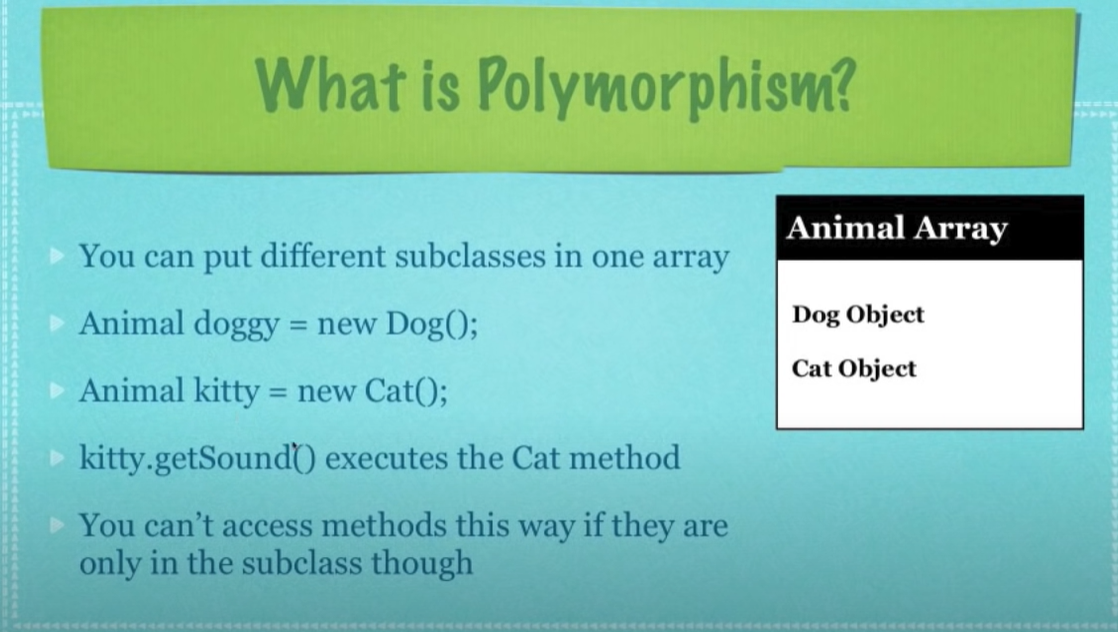 What is Polymorphism?
You can put different subclasses in one array
Animal doggy = new Dog();
Animal kitty = new Cat();
kitty.getSound() executes the Cat method
You can't access methods this way if they are
only in the subclass though
Animal Array
Dog Object
Cat Object